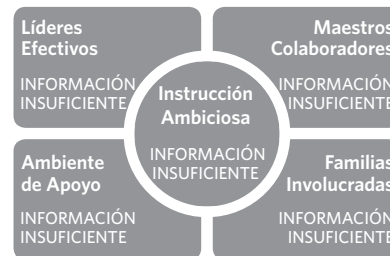 Líderes
Efectivos
INFORMACIÓN
INSUFICIENTE
Maestros
Colaboradores
INFORMACIÓN
INSUFICIENTE
Instrucción
Ambiciosa
INFORMACIÓN
INSUFICIENTE
Ambiente
de Apoyo
INFORMACIÓN
INSUFICIENTE
Familias
Involucradas
INFORMACIÓN
INSUFICIENTE